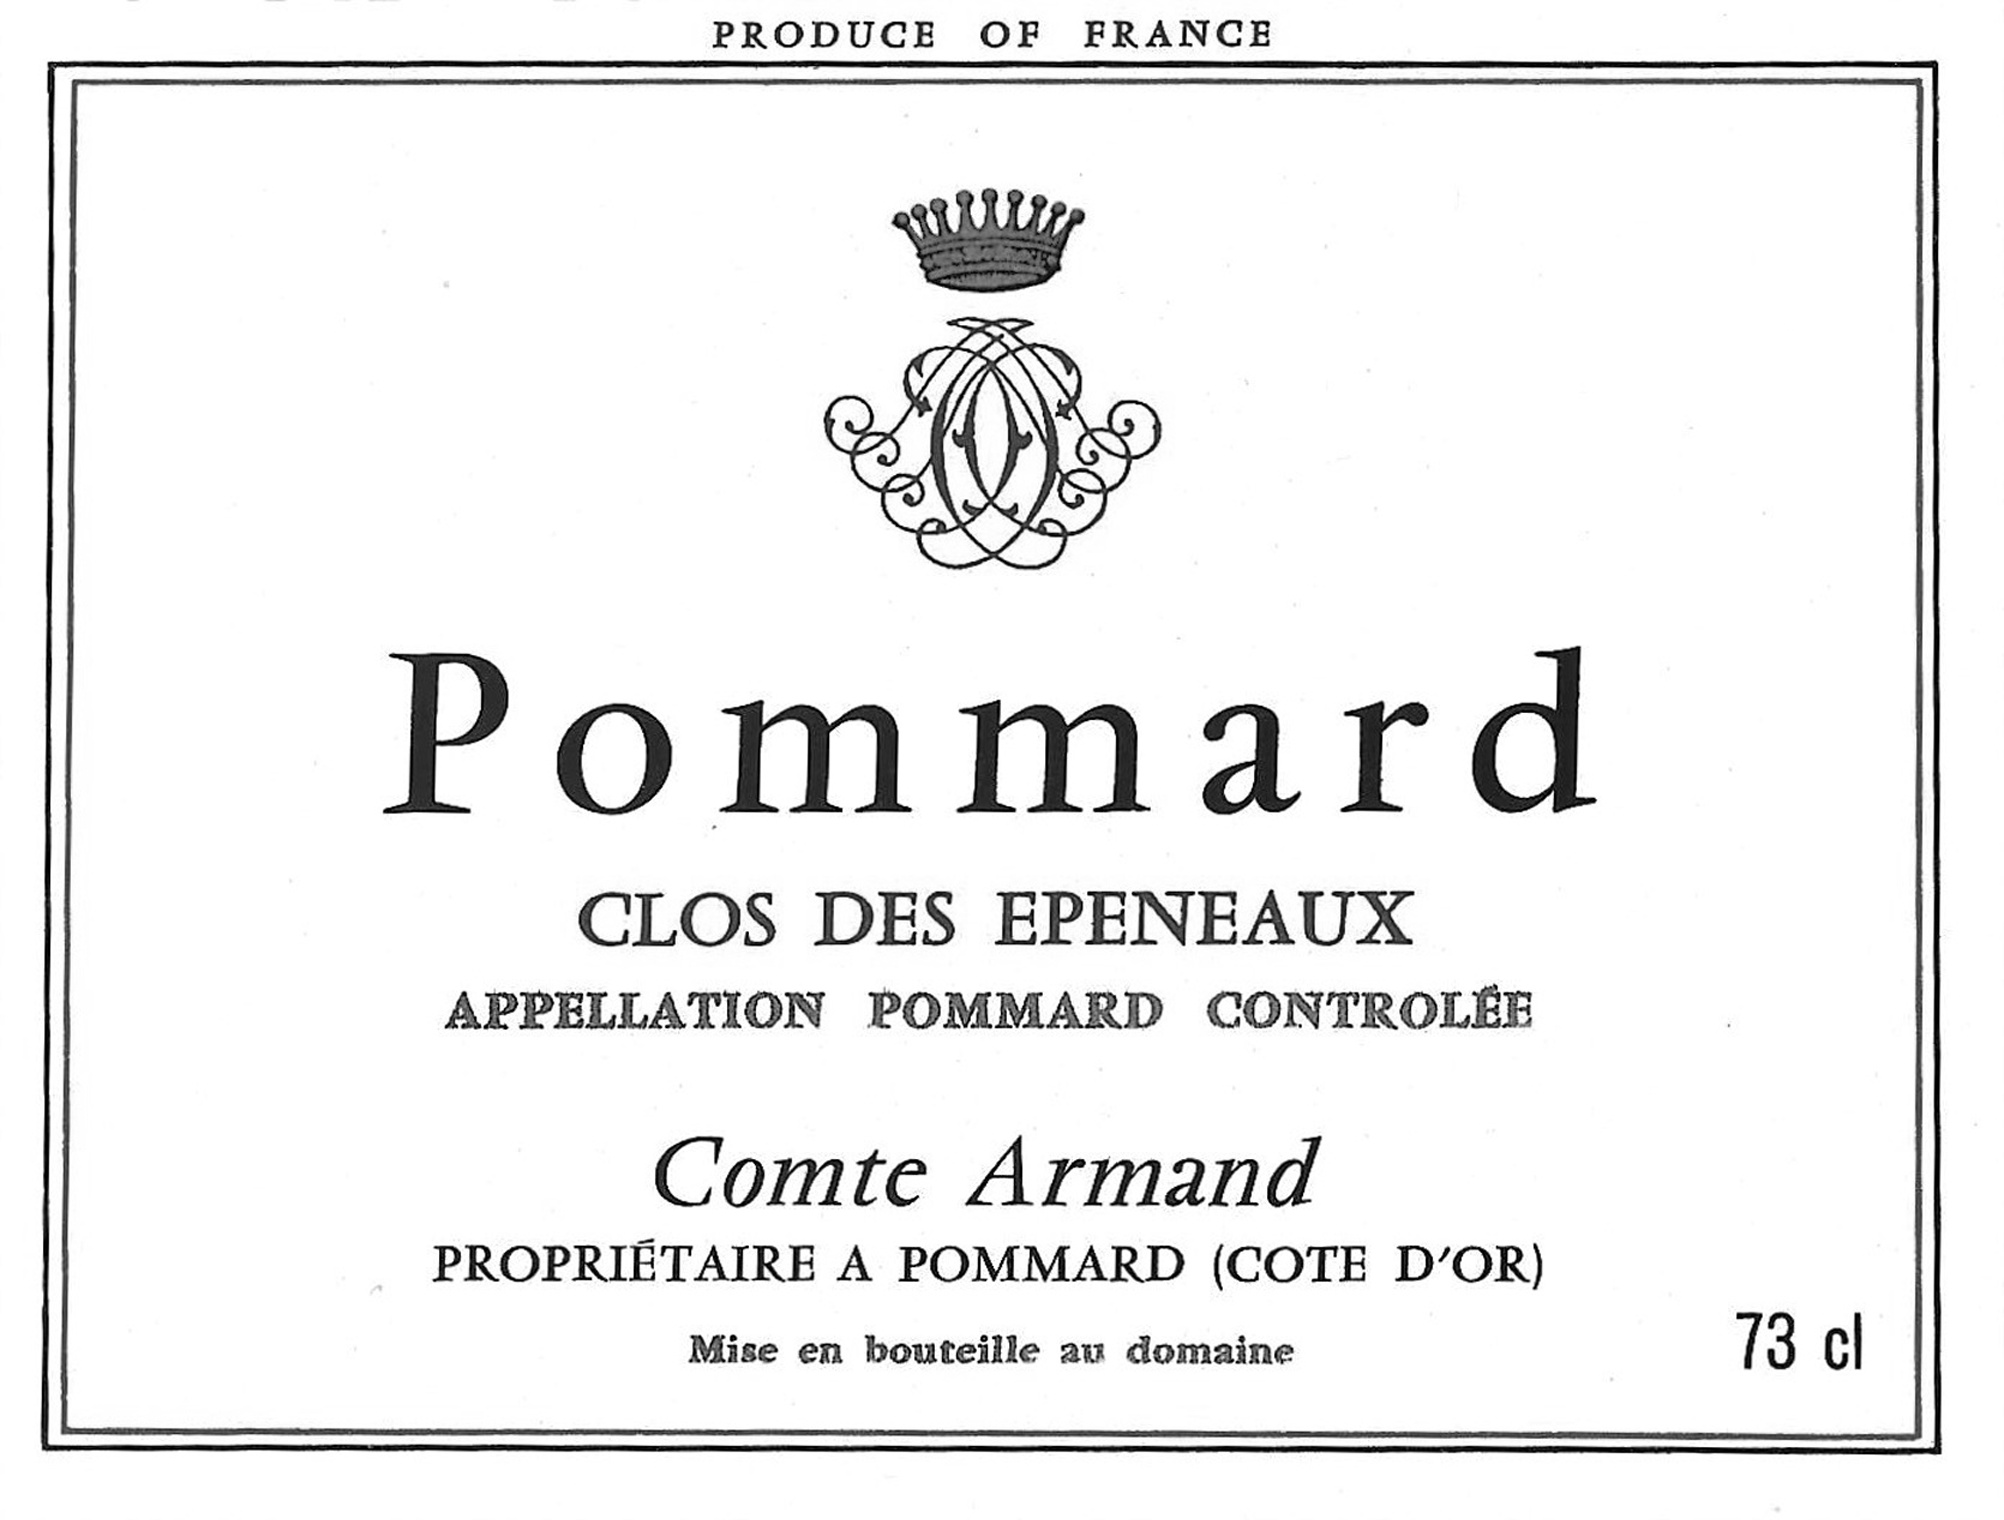 PRODUCE OF FRANCE
Pommard
CLOS DES EPENEAUX
APPELLATION POMMARD CONTROLÉE
Comte Armand
PROPRIÉTAIRE A POMMARD (COTE D'OR)
Mise en bouteille au domaine
73 cl